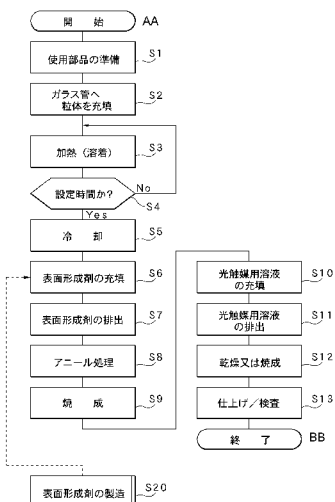 開 始 AA
使用部品の準備 S1
ガラス管へ
粒体を充填 S2
加熱（溶着） S3
設定時間か? No
S4
Yes
冷 却 S5
表面形成剤の充填 S6
表面形成剤の排出 S7
アニール処理 S8
焼 成 S9
光触媒用溶液
の充填 S10
光触媒用溶液
の排出 S11
乾燥又は焼成 S12
仕上げ/検査 S13
終 了 BB
表面形成剤の製造 S20